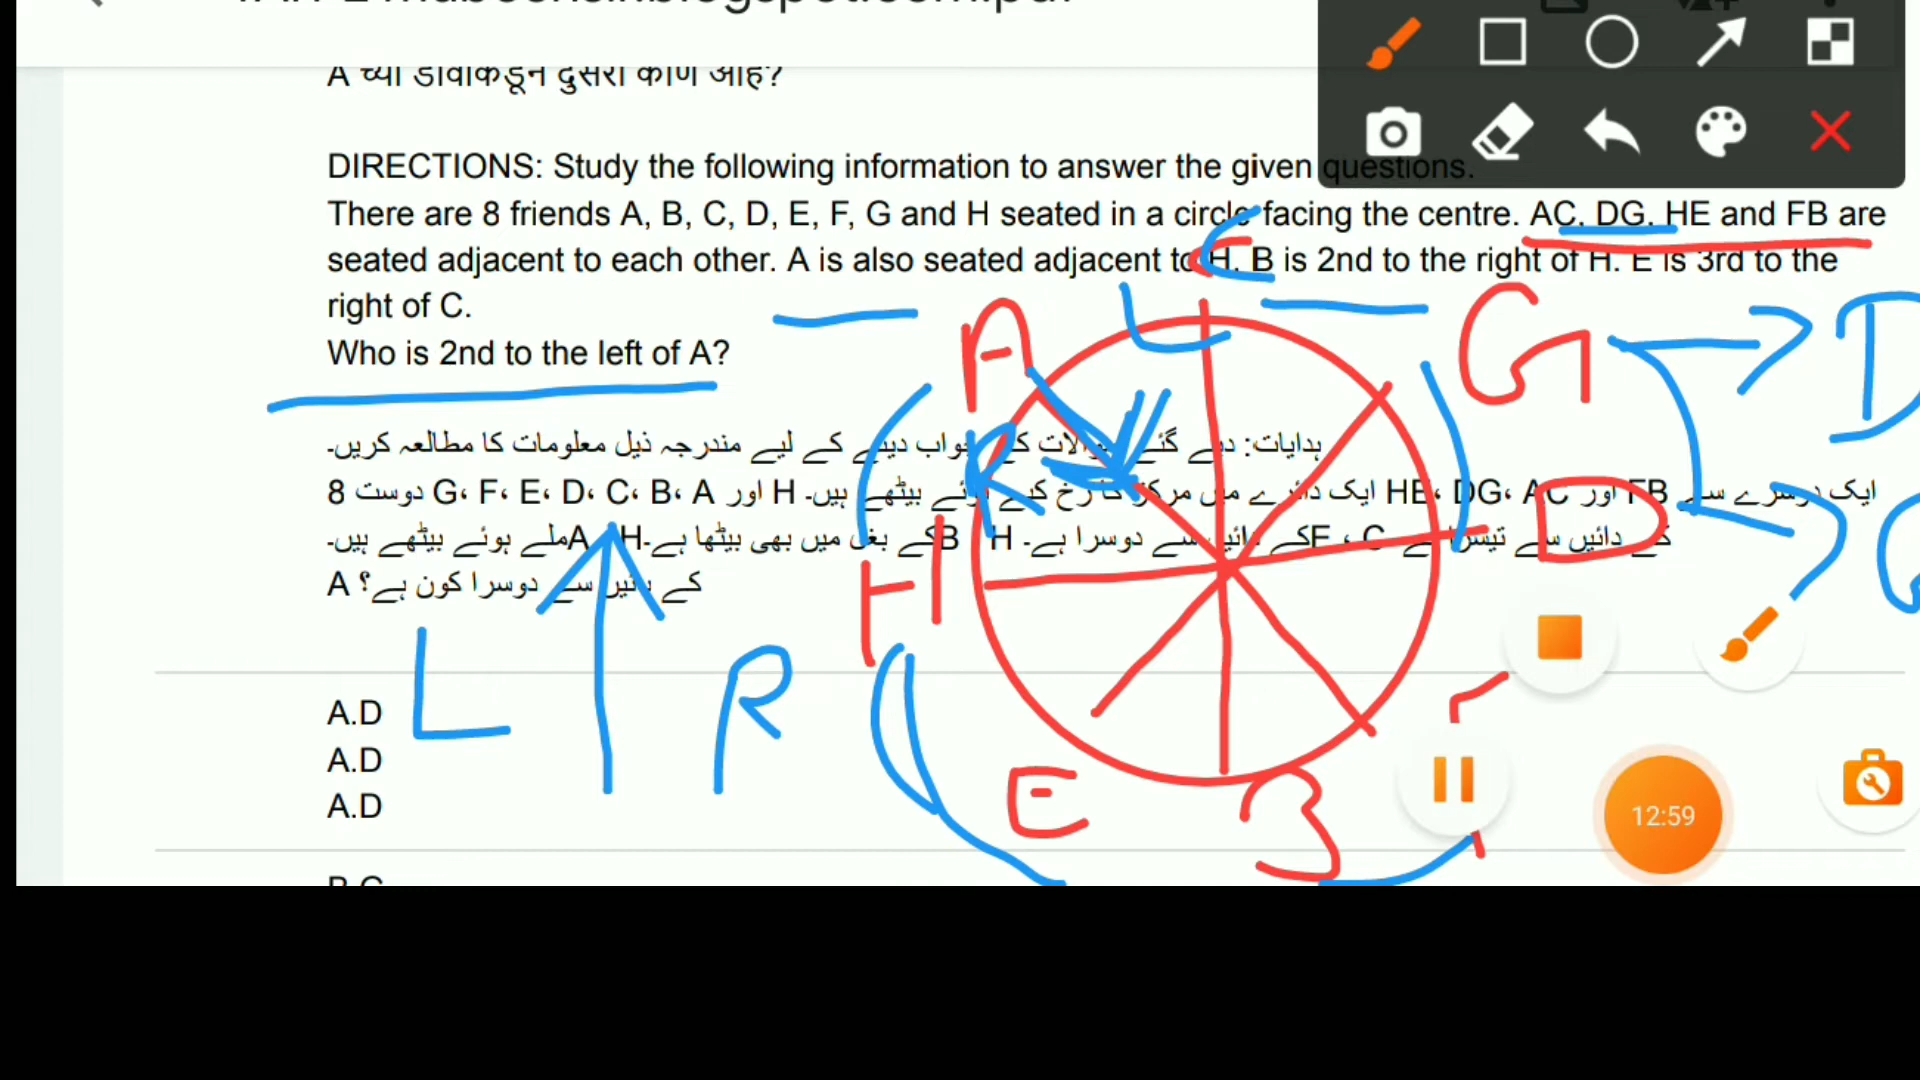 A च्या डावीकडून दुसरा कोण आहे?
DIRECTIONS: Study the following information to answer the given questions.
There are 8 friends A, B, C, D, E, F, G and H seated in a circle facing the centre. AC, DG, HE and FB are
seated adjacent to each other. A is also seated adjacent to H. B is 2nd to the right of H. E is 3rd to the
right of C.
Who is 2nd to the left of A?
ہدایات: دیے گئے سوالات کے جواب دینے کے لیے مندرجہ ذیل معلومات کا مطالعہ کریں۔
8 دوست G، F، E، D، C، B، A اور H ایک دائرے میں مرکز کا رخ کیے ہوئے بیٹھے ہیں۔ HE، DG، AC اور FB ایک دوسرے سے
ملے ہوئے بیٹھے ہیں۔ A، H کے بغل میں بھی بیٹھا ہے۔ B، H کے دائیں سے دوسرا ہے۔ E، C کے دائیں سے تیسرا ہے
A کے بائیں سے دوسرا کون ہے؟
A.D
A.D
A.D
L R
A C G D
R D
H
E B
12:59